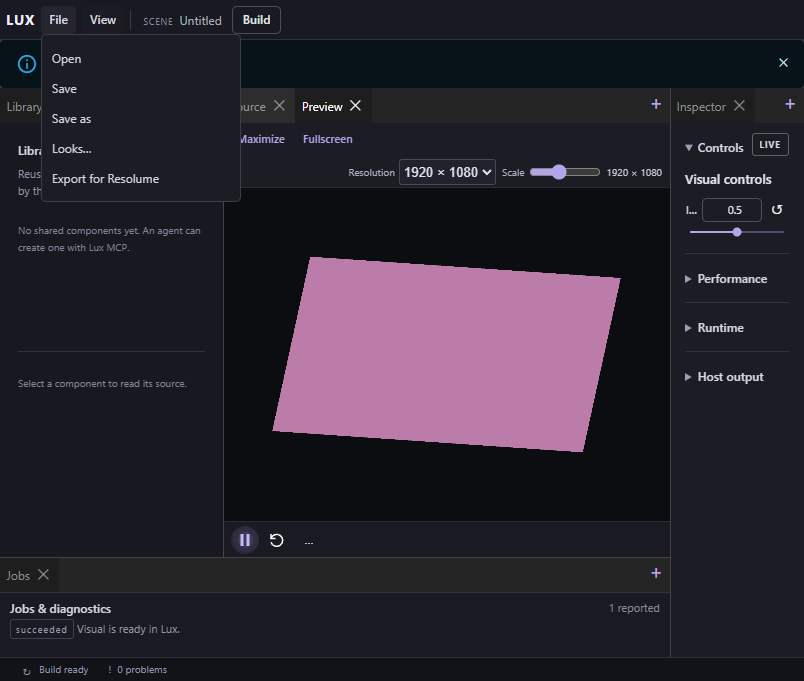 LUX File View SCENE Untitled Build
Open
Save
Save as
Looks...
Export for Resolume
Library
ource
Preview
Inspector
Maximize Fullscreen
Resolution 1920 × 1080 Scale 1920 × 1080
Libra
Reus
by th
No shared components yet. An agent can
create one with Lux MCP.
Select a component to read its source.
...
Controls LIVE
Visual controls
I... 0.5
Performance
Runtime
Host output
Jobs
Jobs & diagnostics 1 reported
succeeded Visual is ready in Lux.
Build ready ! 0 problems